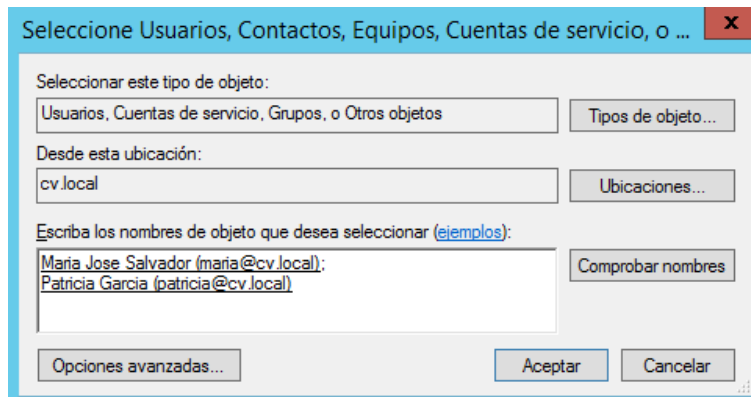 Seleccione Usuarios, Contactos, Equipos, Cuentas de servicio, o ...
x
Seleccionar este tipo de objeto:
Usuarios, Cuentas de servicio, Grupos, o Otros objetos
Tipos de objeto...
Desde esta ubicación:
cv.local
Ubicaciones...
Escriba los nombres de objeto que desea seleccionar (ejemplos):
Maria Jose Salvador (maria@cv.local);
Patricia Garcia (patricia@cv.local)
Comprobar nombres
Opciones avanzadas...
Aceptar
Cancelar